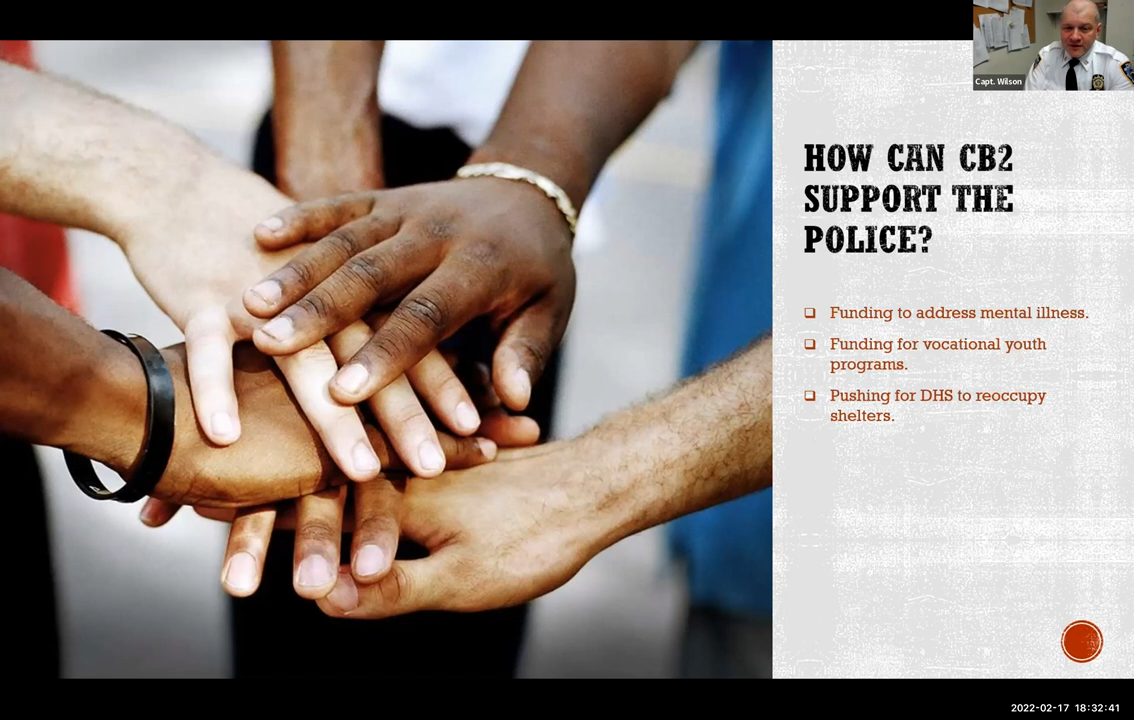 Capt. Wilson
HOW CAN CB2
SUPPORT THE
POLICE?
Funding to address mental illness.
Funding for vocational youth
programs.
Pushing for DHS to reoccupy
shelters.
2022-02-17 18:32:41